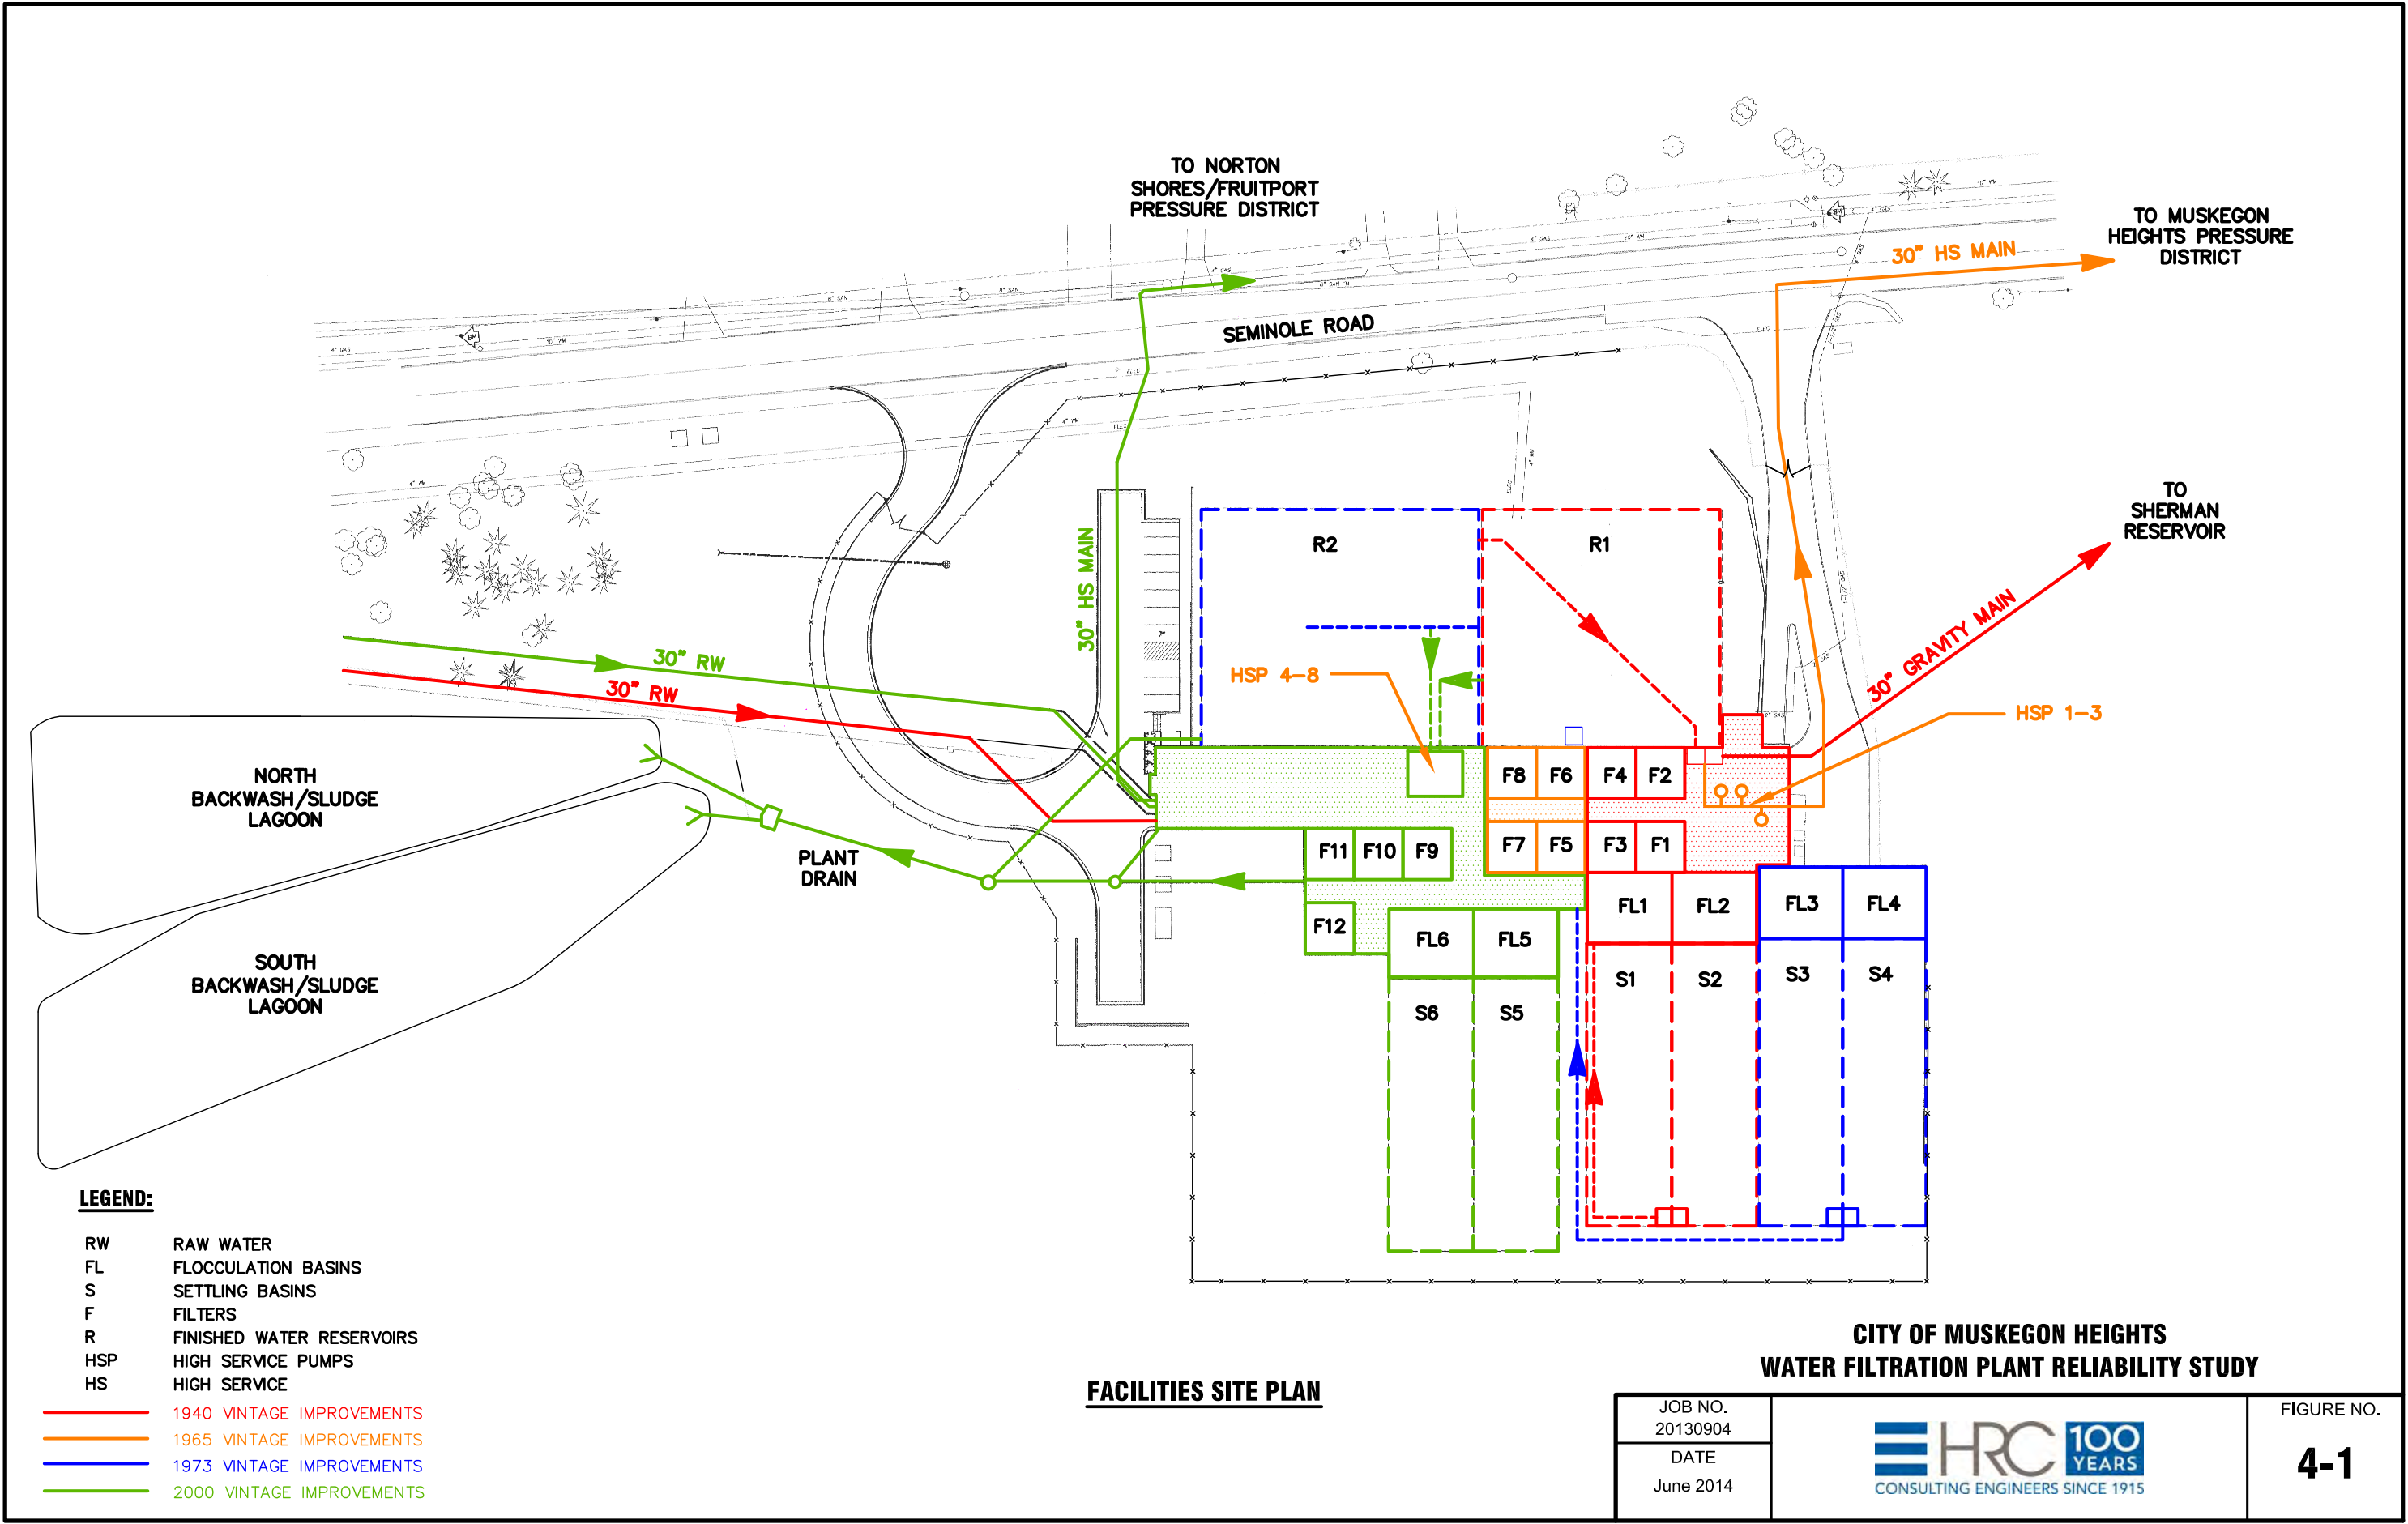 TO NORTON
SHORES/FRUITPORT
PRESSURE DISTRICT
TO MUSKEGON
HEIGHTS PRESSURE
DISTRICT
30" HS MAIN
SEMINOLE ROAD
TO
SHERMAN
RESERVOIR
30" HS MAIN
R2
R1
30" GRAVITY MAIN
30" RW
30" RW
HSP 4-8
HSP 1-3
NORTH
BACKWASH/SLUDGE
LAGOON
F8
F6
F4
F2
PLANT
DRAIN
F11
F10
F9
F7
F5
F3
F1
F12
FL6
FL5
FL1
FL2
FL3
FL4
SOUTH
BACKWASH/SLUDGE
LAGOON
S6
S5
S1
S2
S3
S4
LEGEND:
RW RAW WATER
FL FLOCCULATION BASINS
S SETTLING BASINS
F FILTERS
R FINISHED WATER RESERVOIRS
HSP HIGH SERVICE PUMPS
HS HIGH SERVICE
1940 VINTAGE IMPROVEMENTS
1965 VINTAGE IMPROVEMENTS
1973 VINTAGE IMPROVEMENTS
2000 VINTAGE IMPROVEMENTS
FACILITIES SITE PLAN
CITY OF MUSKEGON HEIGHTS
WATER FILTRATION PLANT RELIABILITY STUDY
JOB NO.
20130904
DATE
June 2014
HRC 100
YEARS
CONSULTING ENGINEERS SINCE 1915
FIGURE NO.
4-1